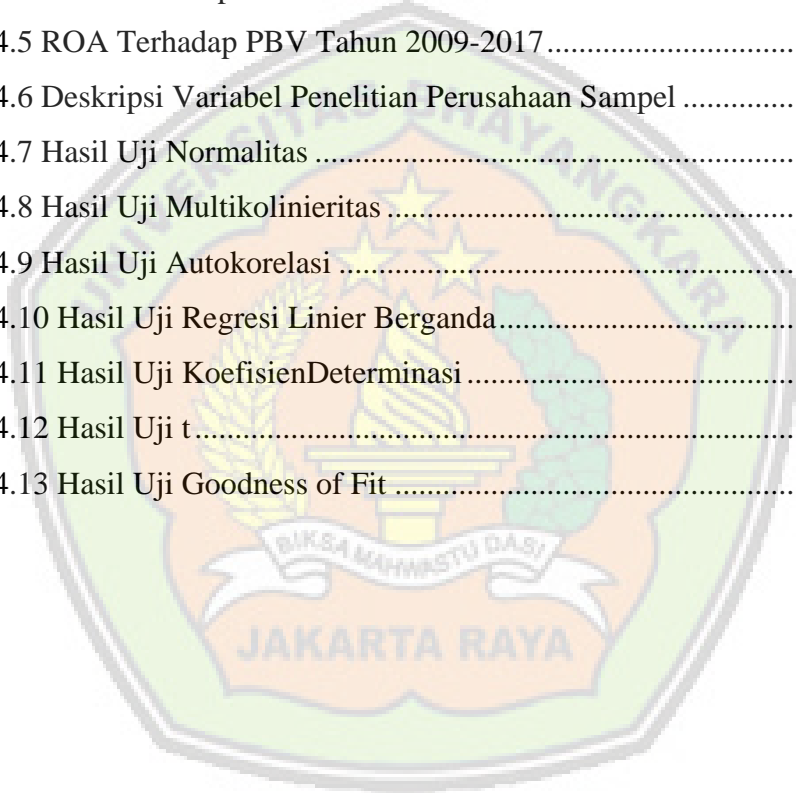 4.5 ROA Terhadap PBV Tahun 2009-2017....................................
4.6 Deskripsi Variabel Penelitian Perusahaan Sampel ................
4.7 Hasil Uji Normalitas ...............................................................
4.8 Hasil Uji Multikolinieritas ......................................................
4.9 Hasil Uji Autokorelasi ............................................................
4.10 Hasil Uji Regresi Linier Berganda.........................................
4.11 Hasil Uji KoefisienDeterminasi .............................................
4.12 Hasil Uji t ................................................................................
4.13 Hasil Uji Goodness of Fit ......................................................
UNIVERSITAS BHAYANGKARA
BIKSA MAHWASTU DASI
JAKARTA RAYA